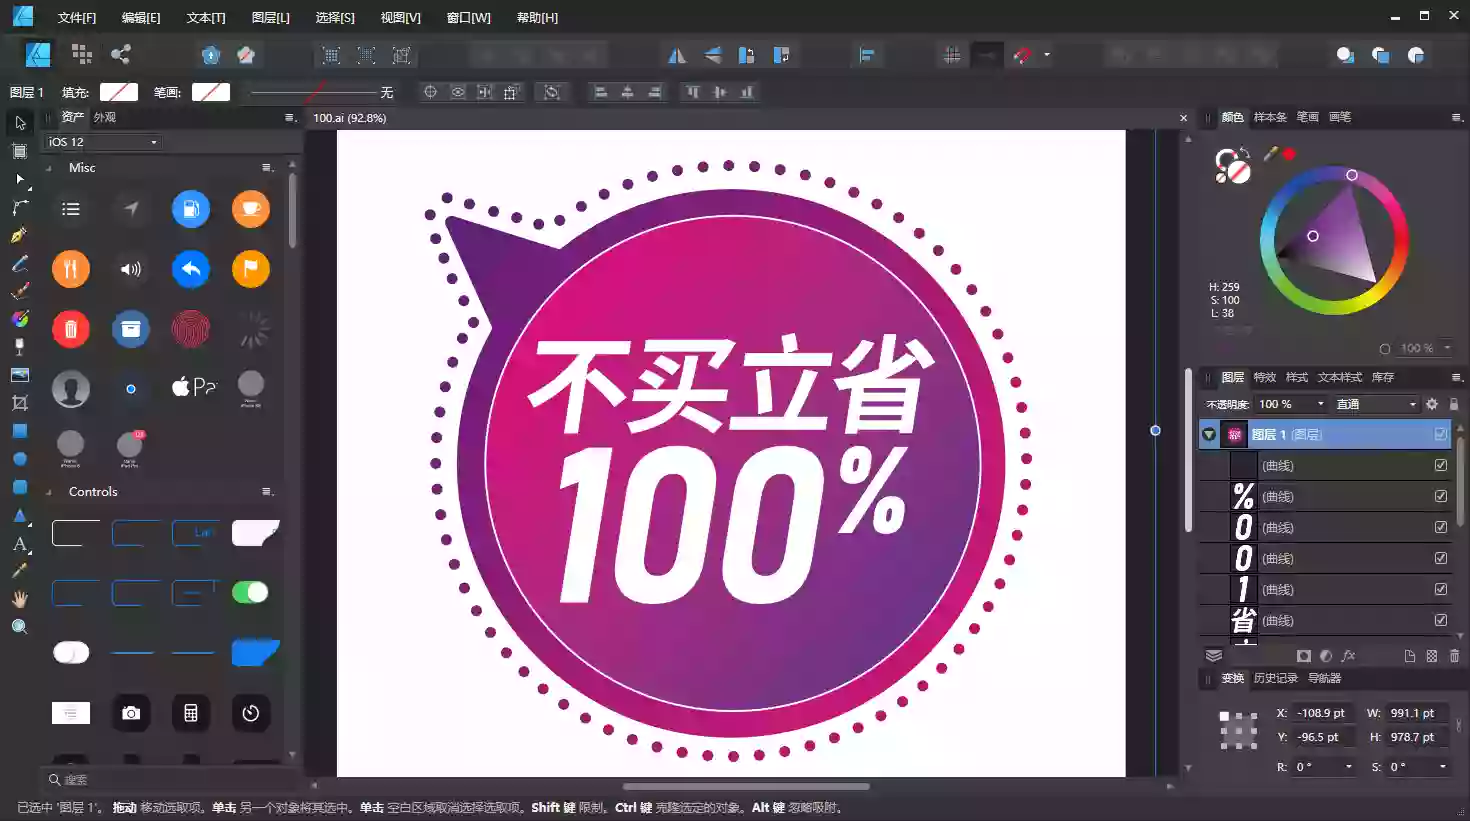 文件[F] 编辑[E] 文本[T] 图层[L] 选择[S] 视图[V] 窗口[W] 帮助[H]
图层 1 填充: 笔画: 无
资产 外观
iOS 12
Misc
Pa
Controls
搜索
100.ai (92.8%)
不买立省
100%
颜色 样本条 笔画 画笔
H: 259
S: 100
L: 38
100 %
图层 特效 样式 文本样式 库存
不透明度: 100 % 直通
图层 1 (图层)
(曲线)
% (曲线)
0 (曲线)
0 (曲线)
1 (曲线)
省 (曲线)
fx
变换 历史记录 导航器
X: -108.9 pt W: 991.1 pt
Y: -96.5 pt H: 978.7 pt
R: 0 ° S: 0 °
已选中 '图层 1'。 拖动 移动选取项。 单击 另一个对象将其选中。 单击 空白区域取消选择选取项。 Shift 键 限制。 Ctrl 键 克隆选定的对象。 Alt 键 忽略吸附。